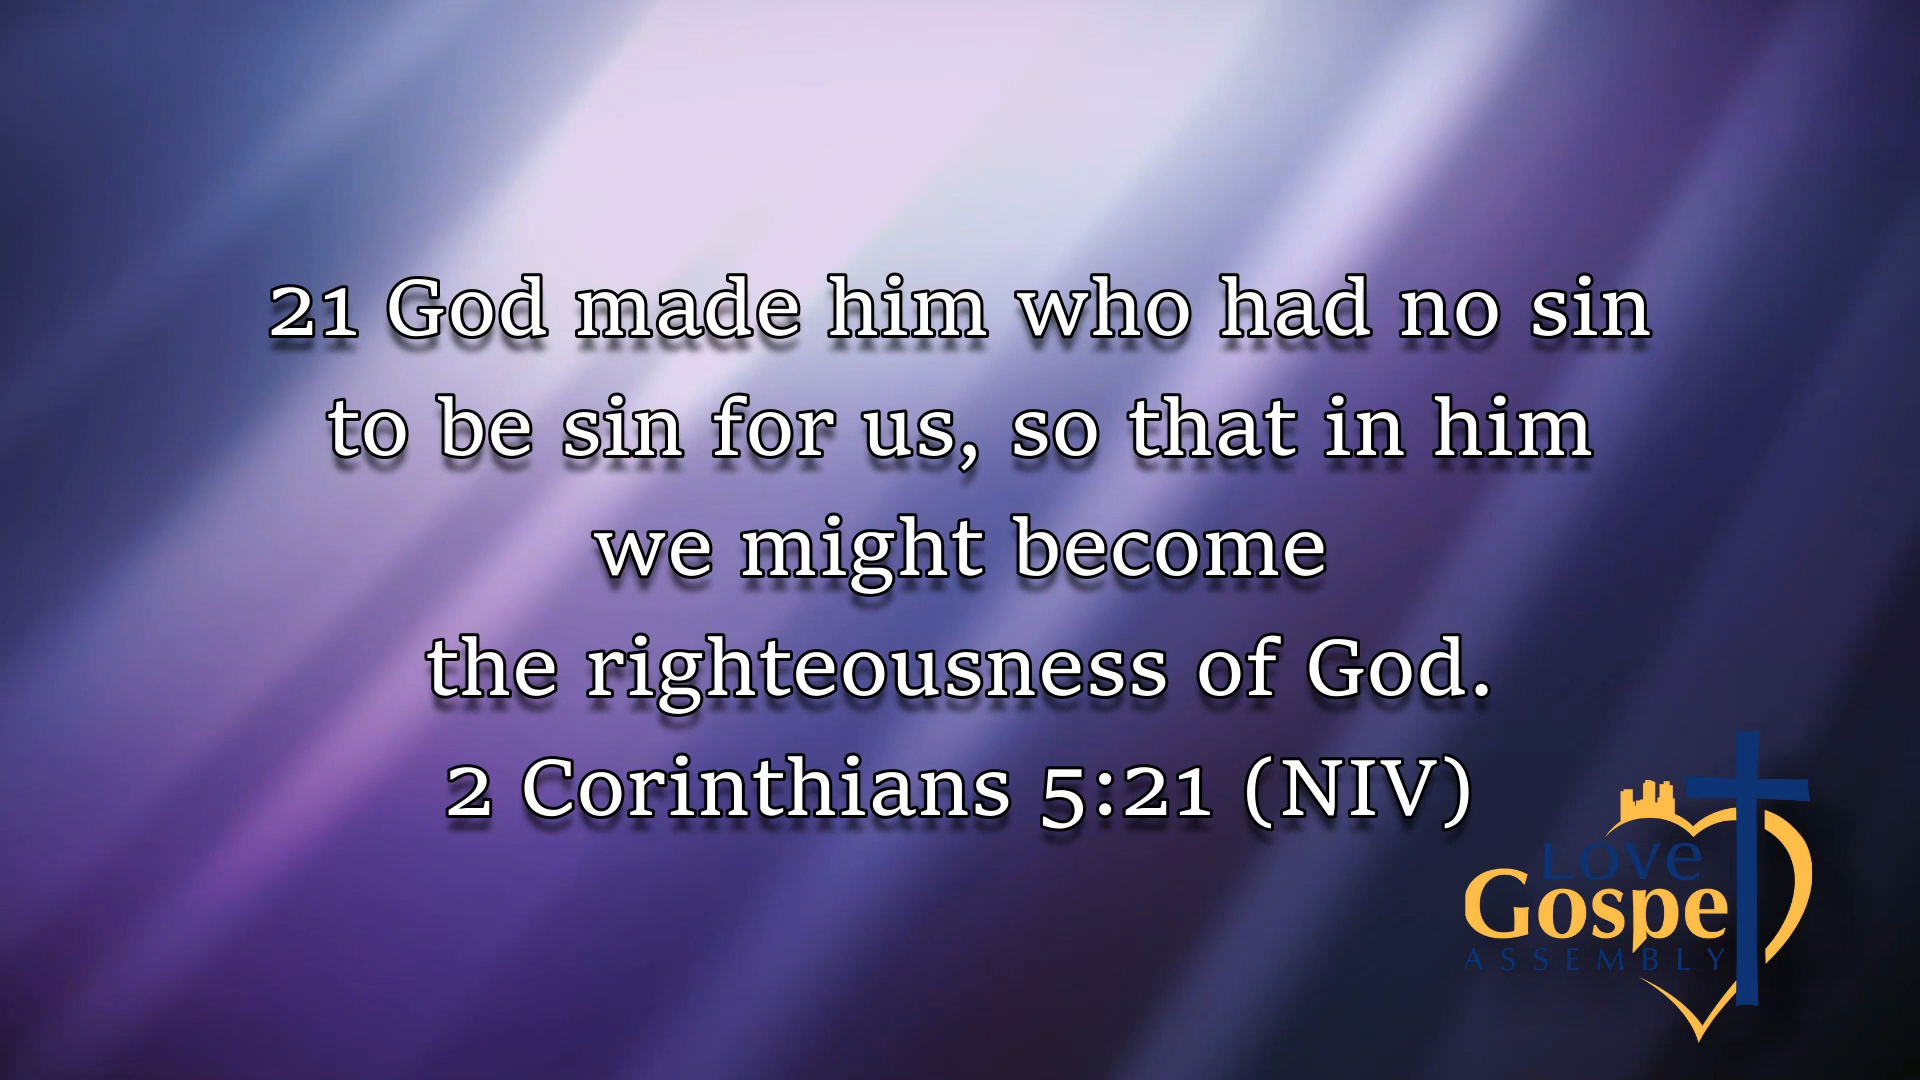 21 God made him who had no sin
to be sin for us, so that in him
we might become
the righteousness of God.
2 Corinthians 5:21 (NIV)
LOVE
Gospel
ASSEMBLY